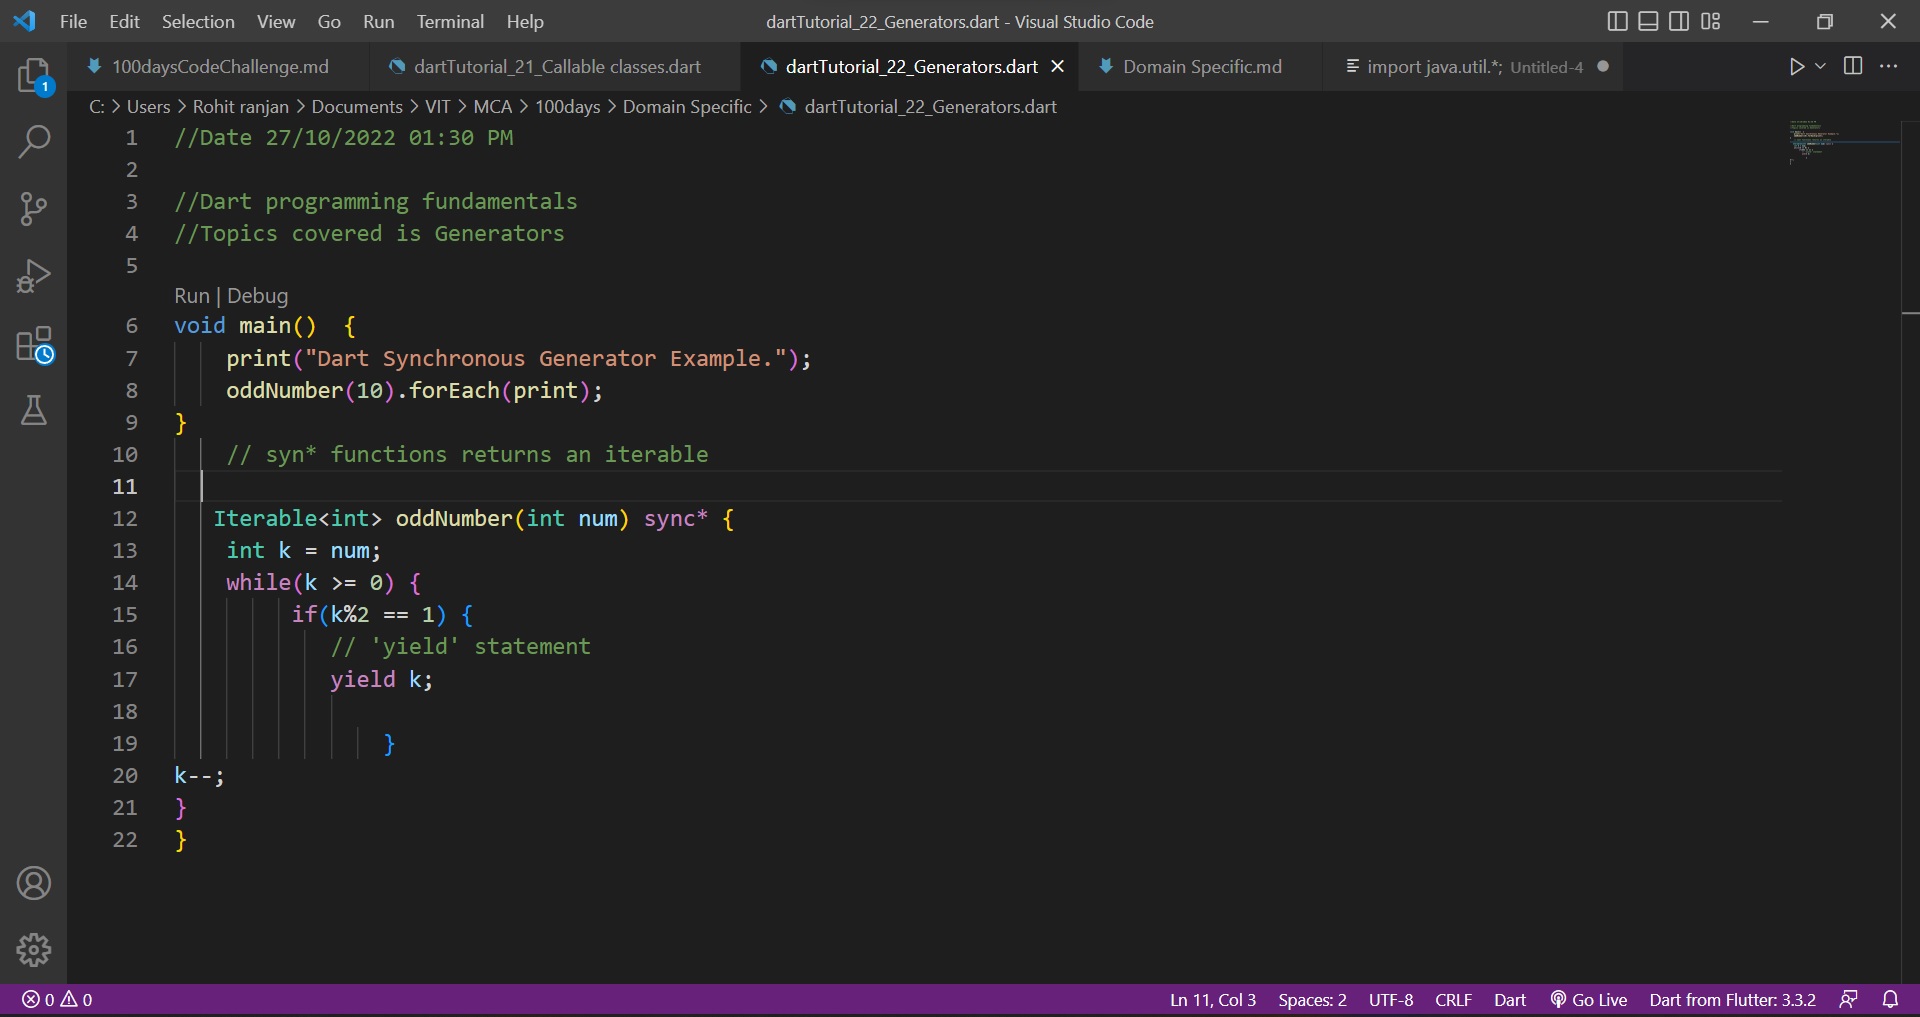 File Edit Selection View Go Run Terminal Help dartTutorial_22_Generators.dart - Visual Studio Code
100daysCodeChallenge.md dartTutorial_21_Callable classes.dart dartTutorial_22_Generators.dart Domain Specific.md import java.util.*; Untitled-4
C: > Users > Rohit ranjan > Documents > VIT > MCA > 100days > Domain Specific > dartTutorial_22_Generators.dart
1
1 //Date 27/10/2022 01:30 PM
2
3 //Dart programming fundamentals
4 //Topics covered is Generators
5
Run | Debug
6 void main()  {
7     print("Dart Synchronous Generator Example.");
8     oddNumber(10).forEach(print);
9 }
10     // syn* functions returns an iterable
11
12    Iterable<int> oddNumber(int num) sync* {
13     int k = num;
14     while(k >= 0) {
15          if(k%2 == 1) {
16             // 'yield' statement
17             yield k;
18
19                 }
20 k--;
21 }
22 }
0 0 Ln 11, Col 3 Spaces: 2 UTF-8 CRLF Dart Go Live Dart from Flutter: 3.3.2